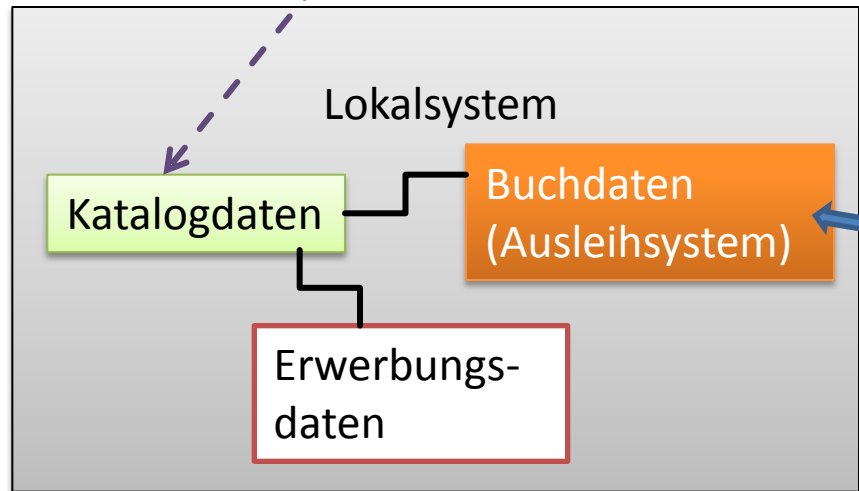 Lokalsystem
Katalogdaten
Buchdaten
(Ausleihsystem)
Erwerbungs-
daten